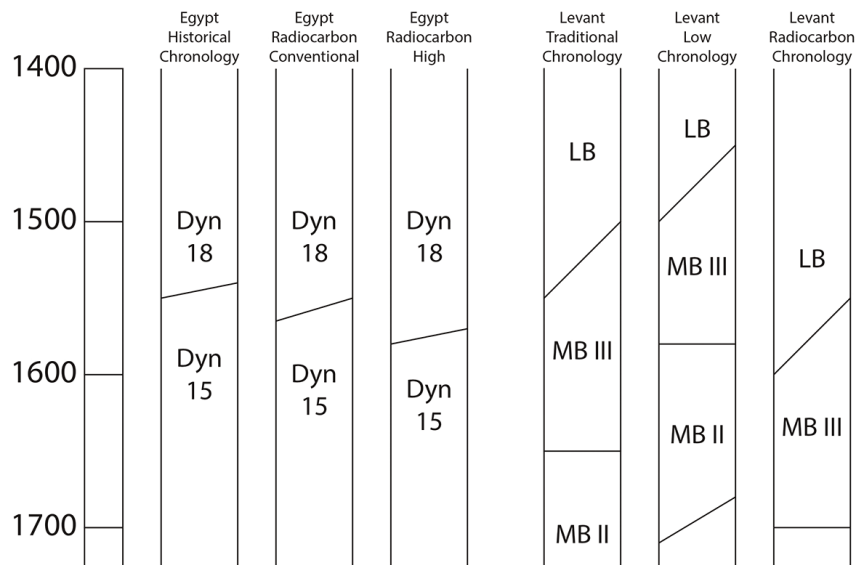 Egypt
Historical
Chronology
Egypt
Radiocarbon
Conventional
Egypt
Radiocarbon
High
Levant
Traditional
Chronology
Levant
Low
Chronology
Levant
Radiocarbon
Chronology
1400
1500
1600
1700
Dyn
18
Dyn
15
Dyn
18
Dyn
15
Dyn
18
Dyn
15
LB
MB III
MB II
LB
MB III
MB II
LB
MB III